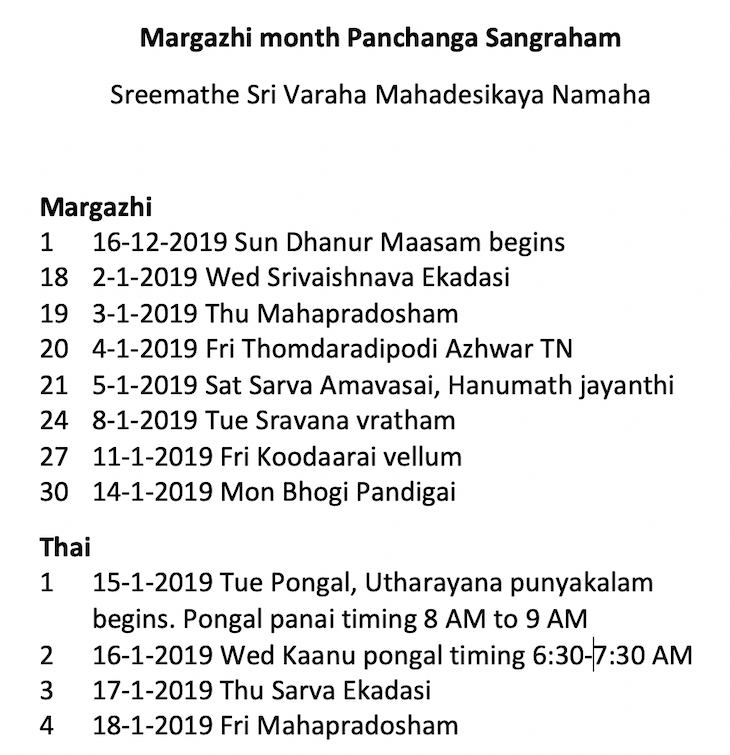 Margazhi month Panchanga Sangraham
Sreemathe Sri Varaha Mahadesikaya Namaha
Margazhi
1 16-12-2019 Sun Dhanur Maasam begins
18 2-1-2019 Wed Srivaishnava Ekadasi
19 3-1-2019 Thu Mahapradosham
20 4-1-2019 Fri Thomdaradipodi Azhwar TN
21 5-1-2019 Sat Sarva Amavasai, Hanumath jayanthi
24 8-1-2019 Tue Sravana vratham
27 11-1-2019 Fri Koodaarai vellum
30 14-1-2019 Mon Bhogi Pandigai
Thai
1 15-1-2019 Tue Pongal, Utharayana punyakalam
begins. Pongal panai timing 8 AM to 9 AM
2 16-1-2019 Wed Kaanu pongal timing 6:30-7:30 AM
3 17-1-2019 Thu Sarva Ekadasi
4 18-1-2019 Fri Mahapradosham